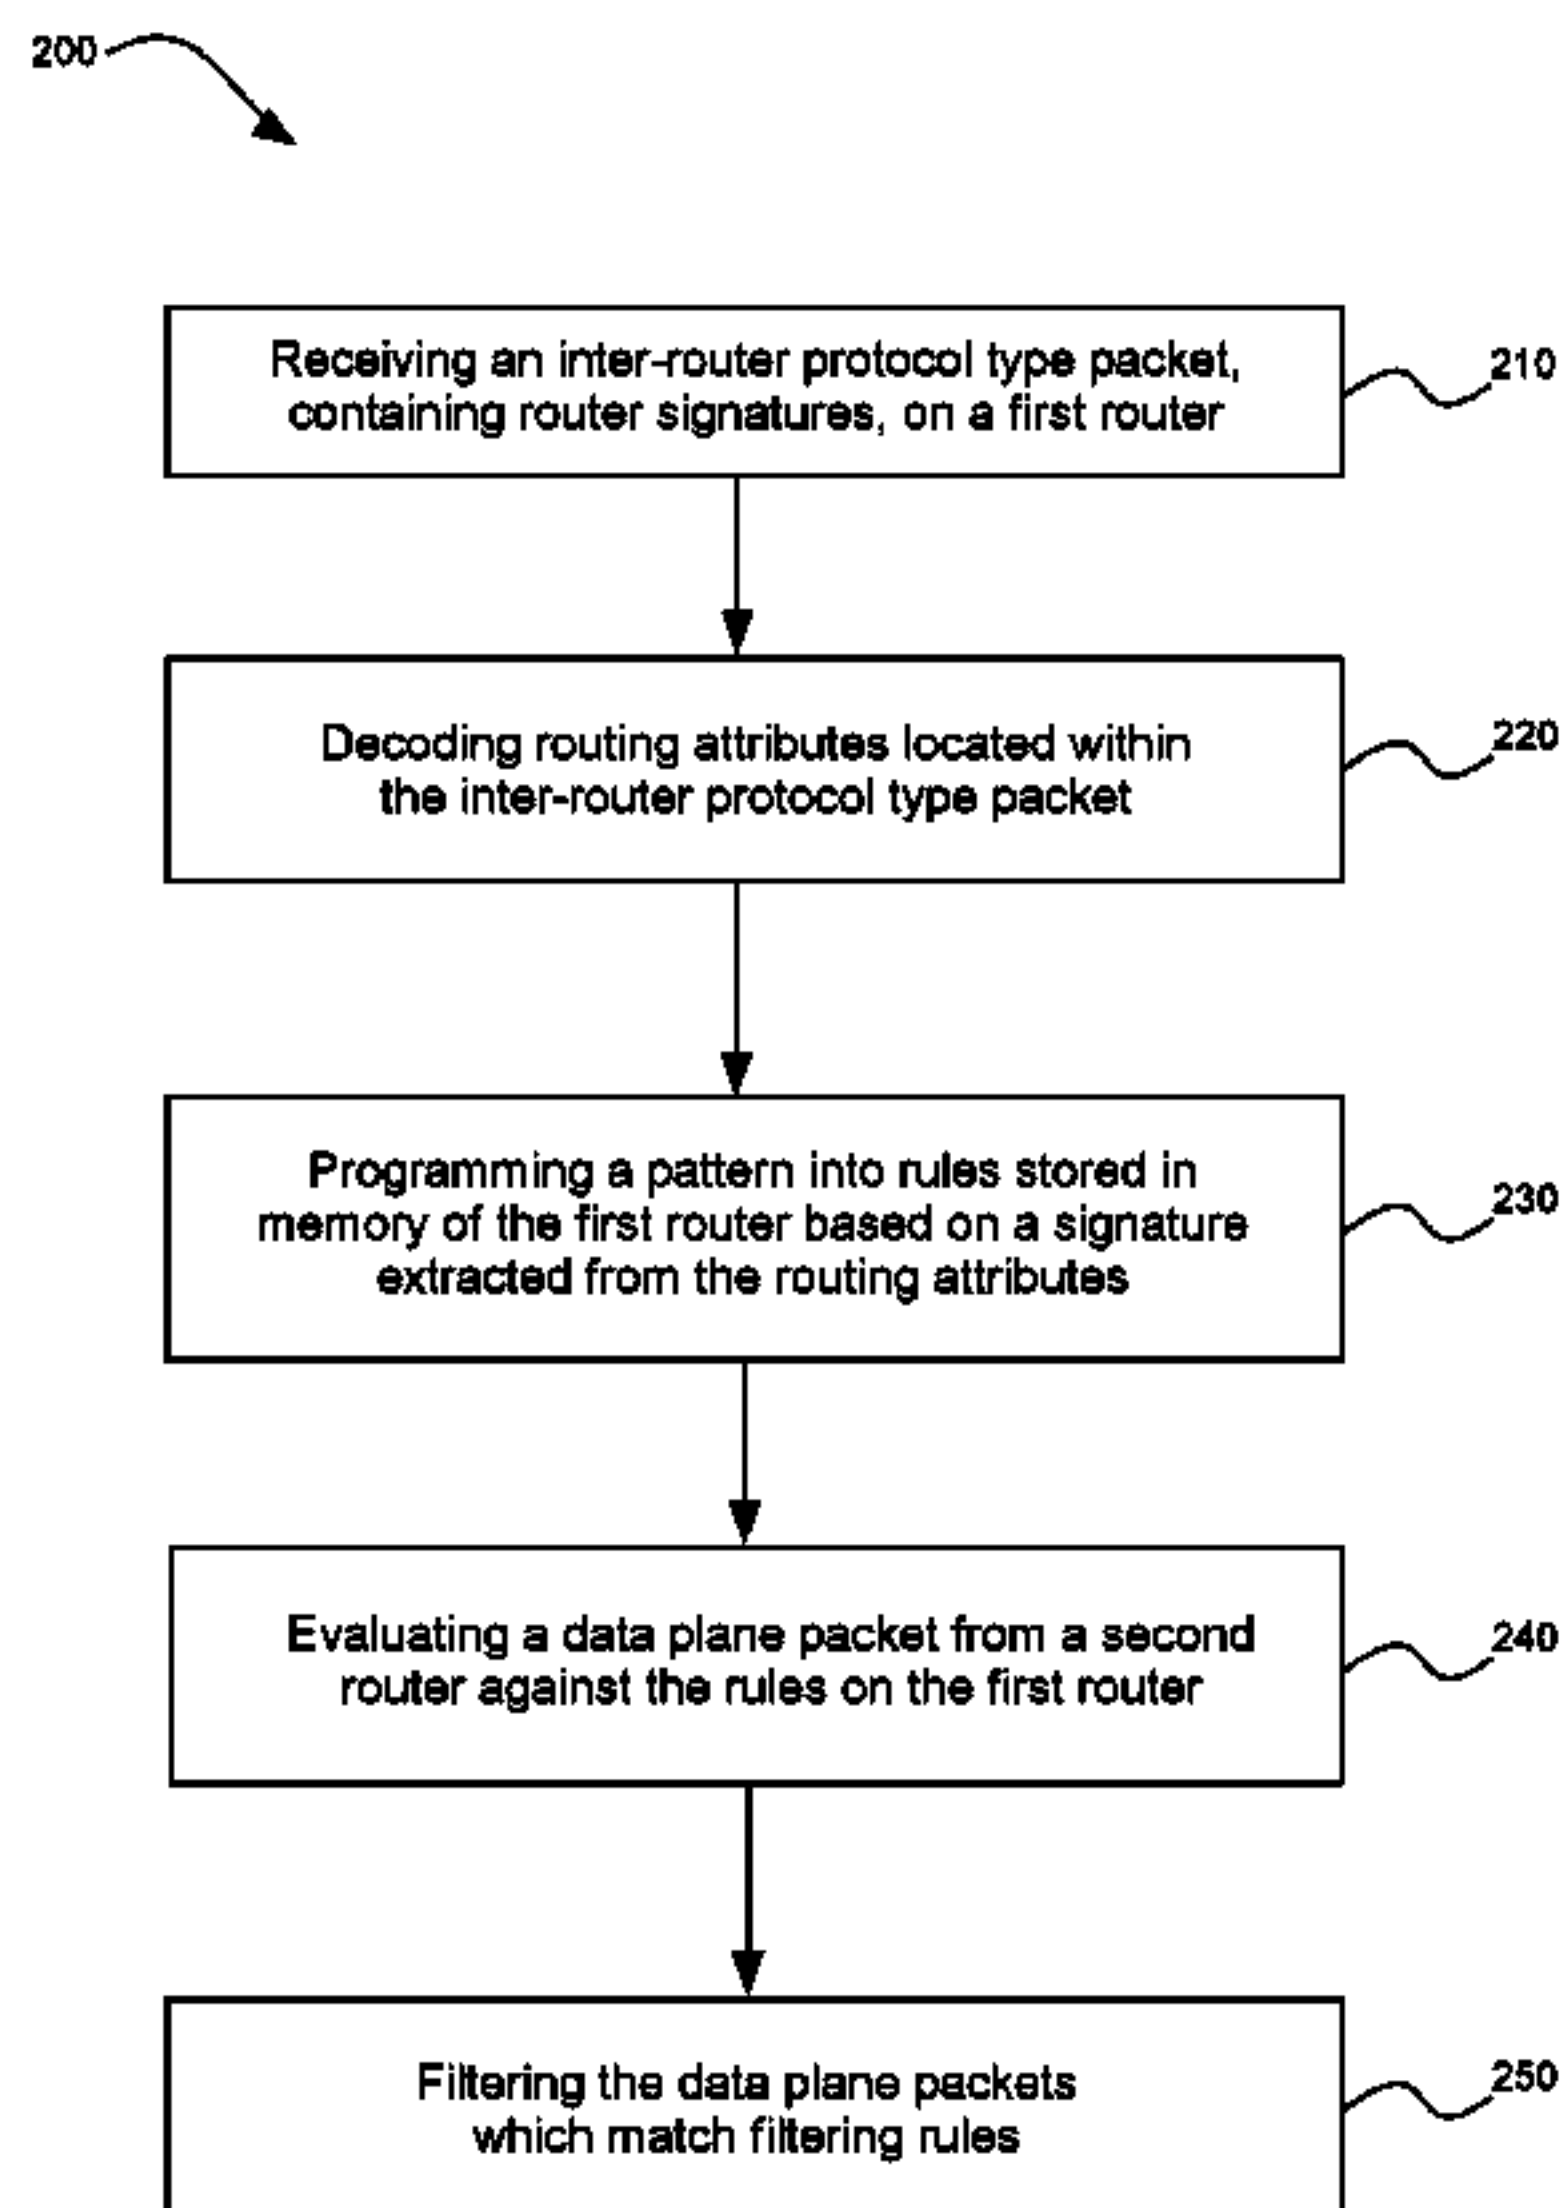 200
Receiving an inter-router protocol type packet,
containing router signatures, on a first router
210
Decoding routing attributes located within
the inter-router protocol type packet
220
Programming a pattern into rules stored in
memory of the first router based on a signature
extracted from the routing attributes
230
Evaluating a data plane packet from a second
router against the rules on the first router
240
Filtering the data plane packets
which match filtering rules
250